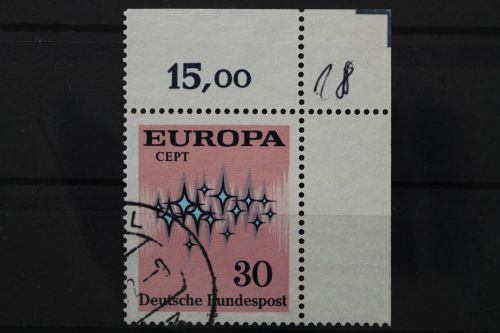 15,00
18
EUROPA
CEPT
30
Deutsche Bundespost